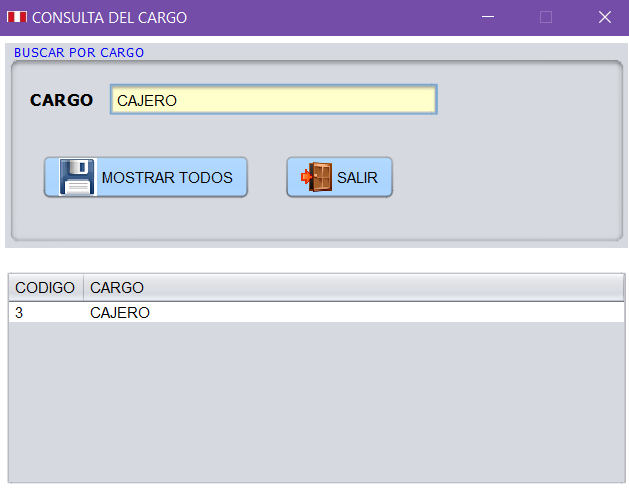 CONSULTA DEL CARGO
BUSCAR POR CARGO
CARGO CAJERO
MOSTRAR TODOS SALIR
CODIGO CARGO
3 CAJERO